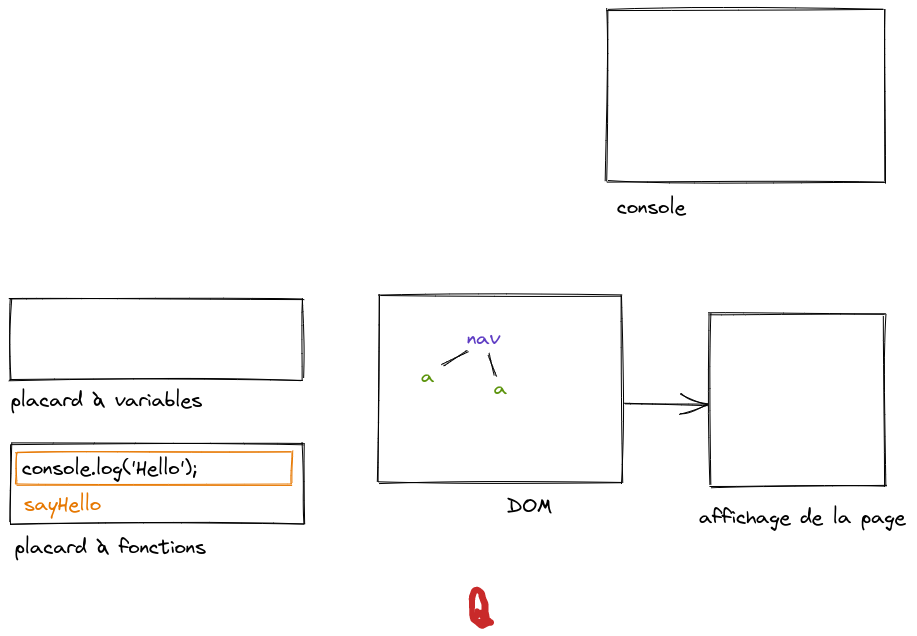 console
placard à variables
nav
a
a
console.log('Hello');
sayHello
placard à fonctions
DOM
affichage de la page